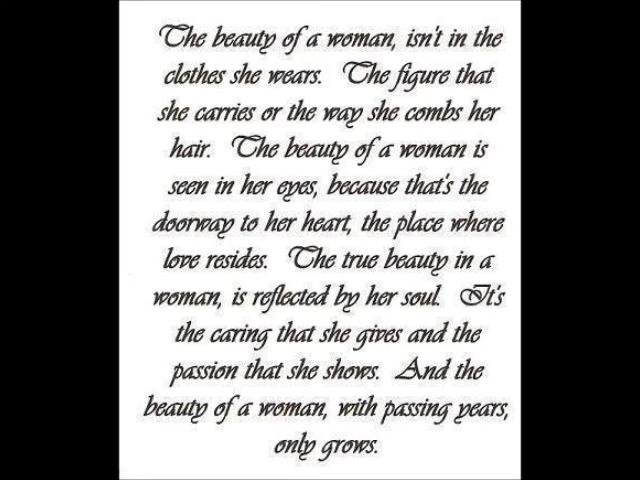 The beauty of a woman, isn't in the
clothes she wears. The figure that
she carries or the way she combs her
hair. The beauty of a woman is
seen in her eyes, because that's the
doorway to her heart, the place where
love resides. The true beauty in a
woman, is reflected by her soul. It's
the caring that she gives and the
passion that she shows. And the
beauty of a woman, with passing years,
only grows.